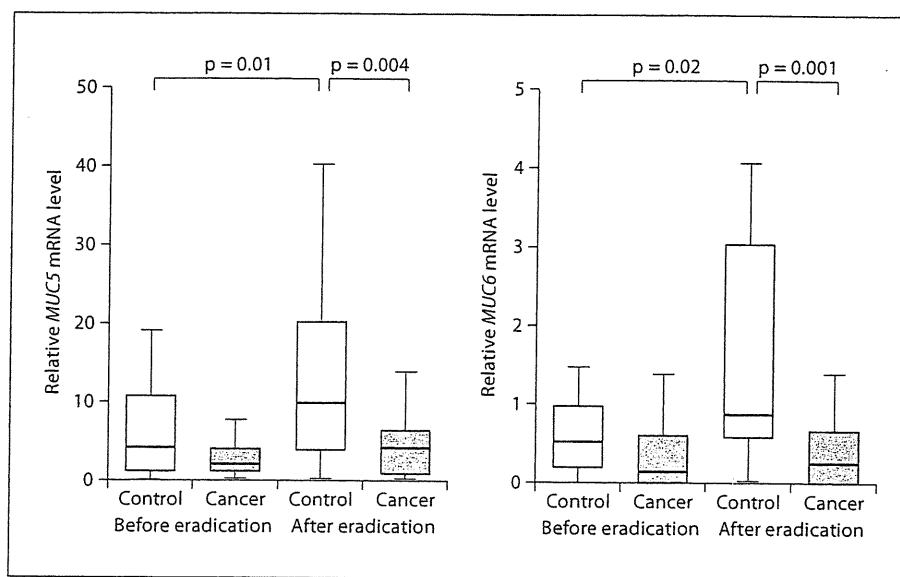 p = 0.01
p = 0.004
50
40
30
20
10
0
Relative MUC5 mRNA level
Control
Cancer
Control
Cancer
Before eradication
After eradication
p = 0.02
p = 0.001
5
4
3
2
1
0
Relative MUC6 mRNA level
Control
Cancer
Control
Cancer
Before eradication
After eradication